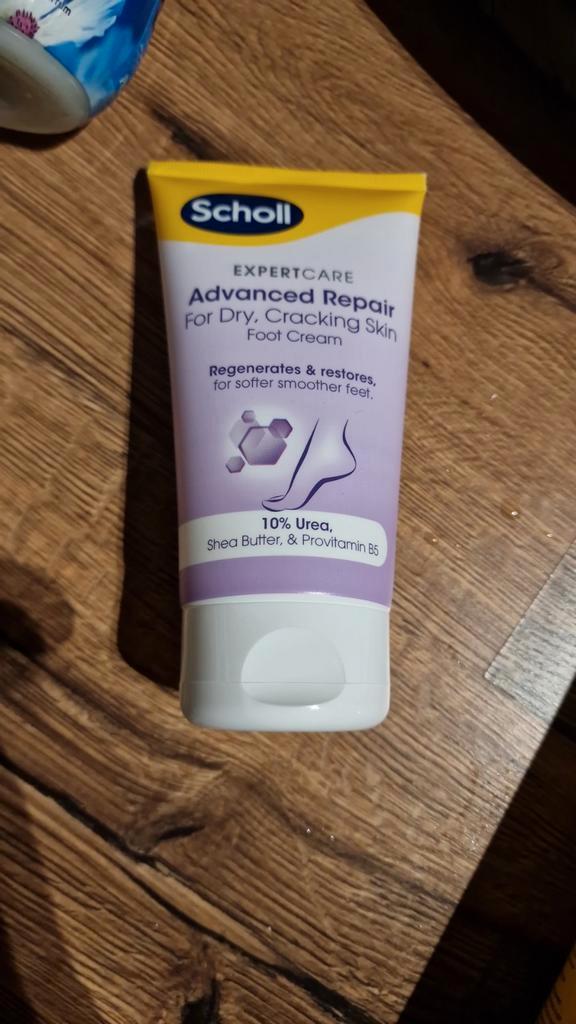 Scholl
EXPERTCARE
Advanced Repair
For Dry, Cracking Skin
Foot Cream
Regenerates & restores,
for softer smoother feet.
10% Urea,
Shea Butter, & Provitamin B5